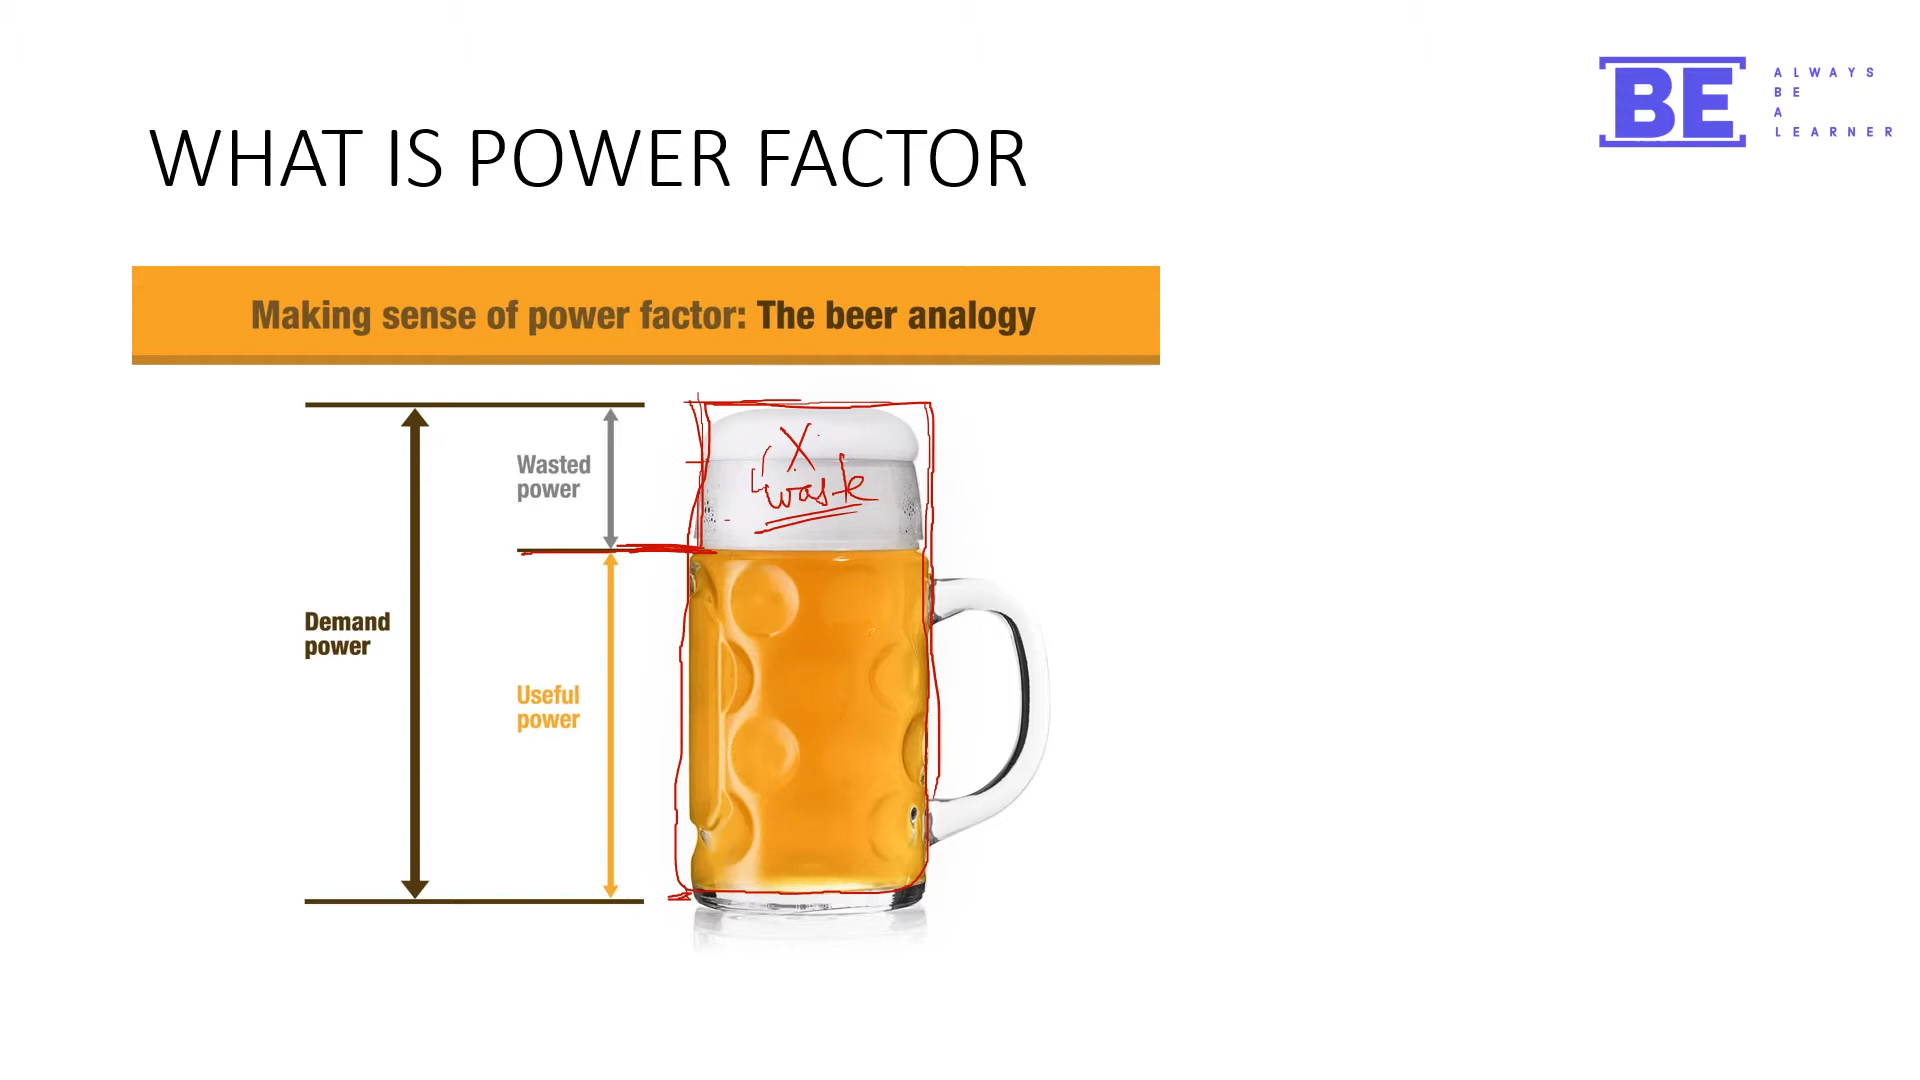 WHAT IS POWER FACTOR
BE
ALWAYS
BE
A
LEARNER
Making sense of power factor: The beer analogy
Wasted
power
X
waste
Demand
power
Useful
power